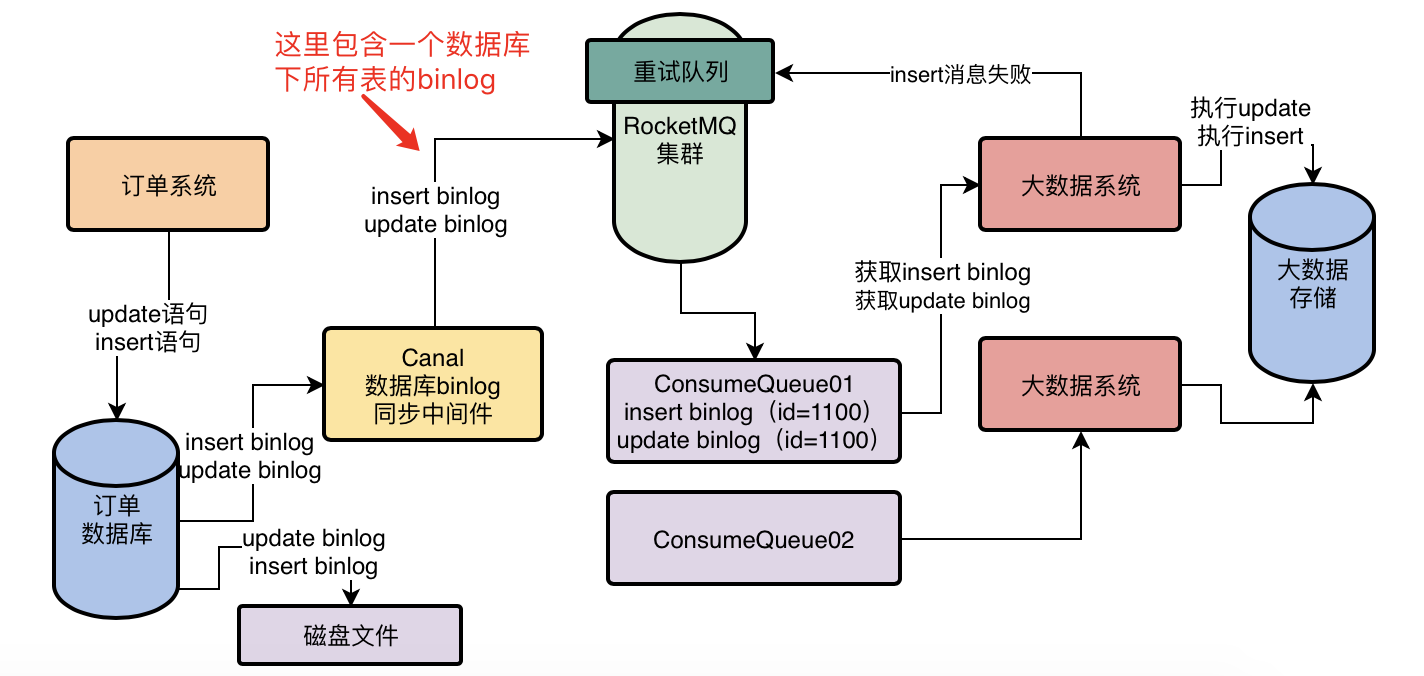 这里包含一个数据库
下所有表的binlog
重试队列
insert消息失败
执行update
执行insert
RocketMQ
集群
订单系统
insert binlog
update binlog
大数据系统
大数据
存储
获取insert binlog
获取update binlog
update语句
insert语句
Canal
数据库binlog
同步中间件
ConsumeQueue01
insert binlog（id=1100）
update binlog（id=1100）
大数据系统
insert binlog
update binlog
订单
数据库
update binlog
insert binlog
ConsumeQueue02
磁盘文件